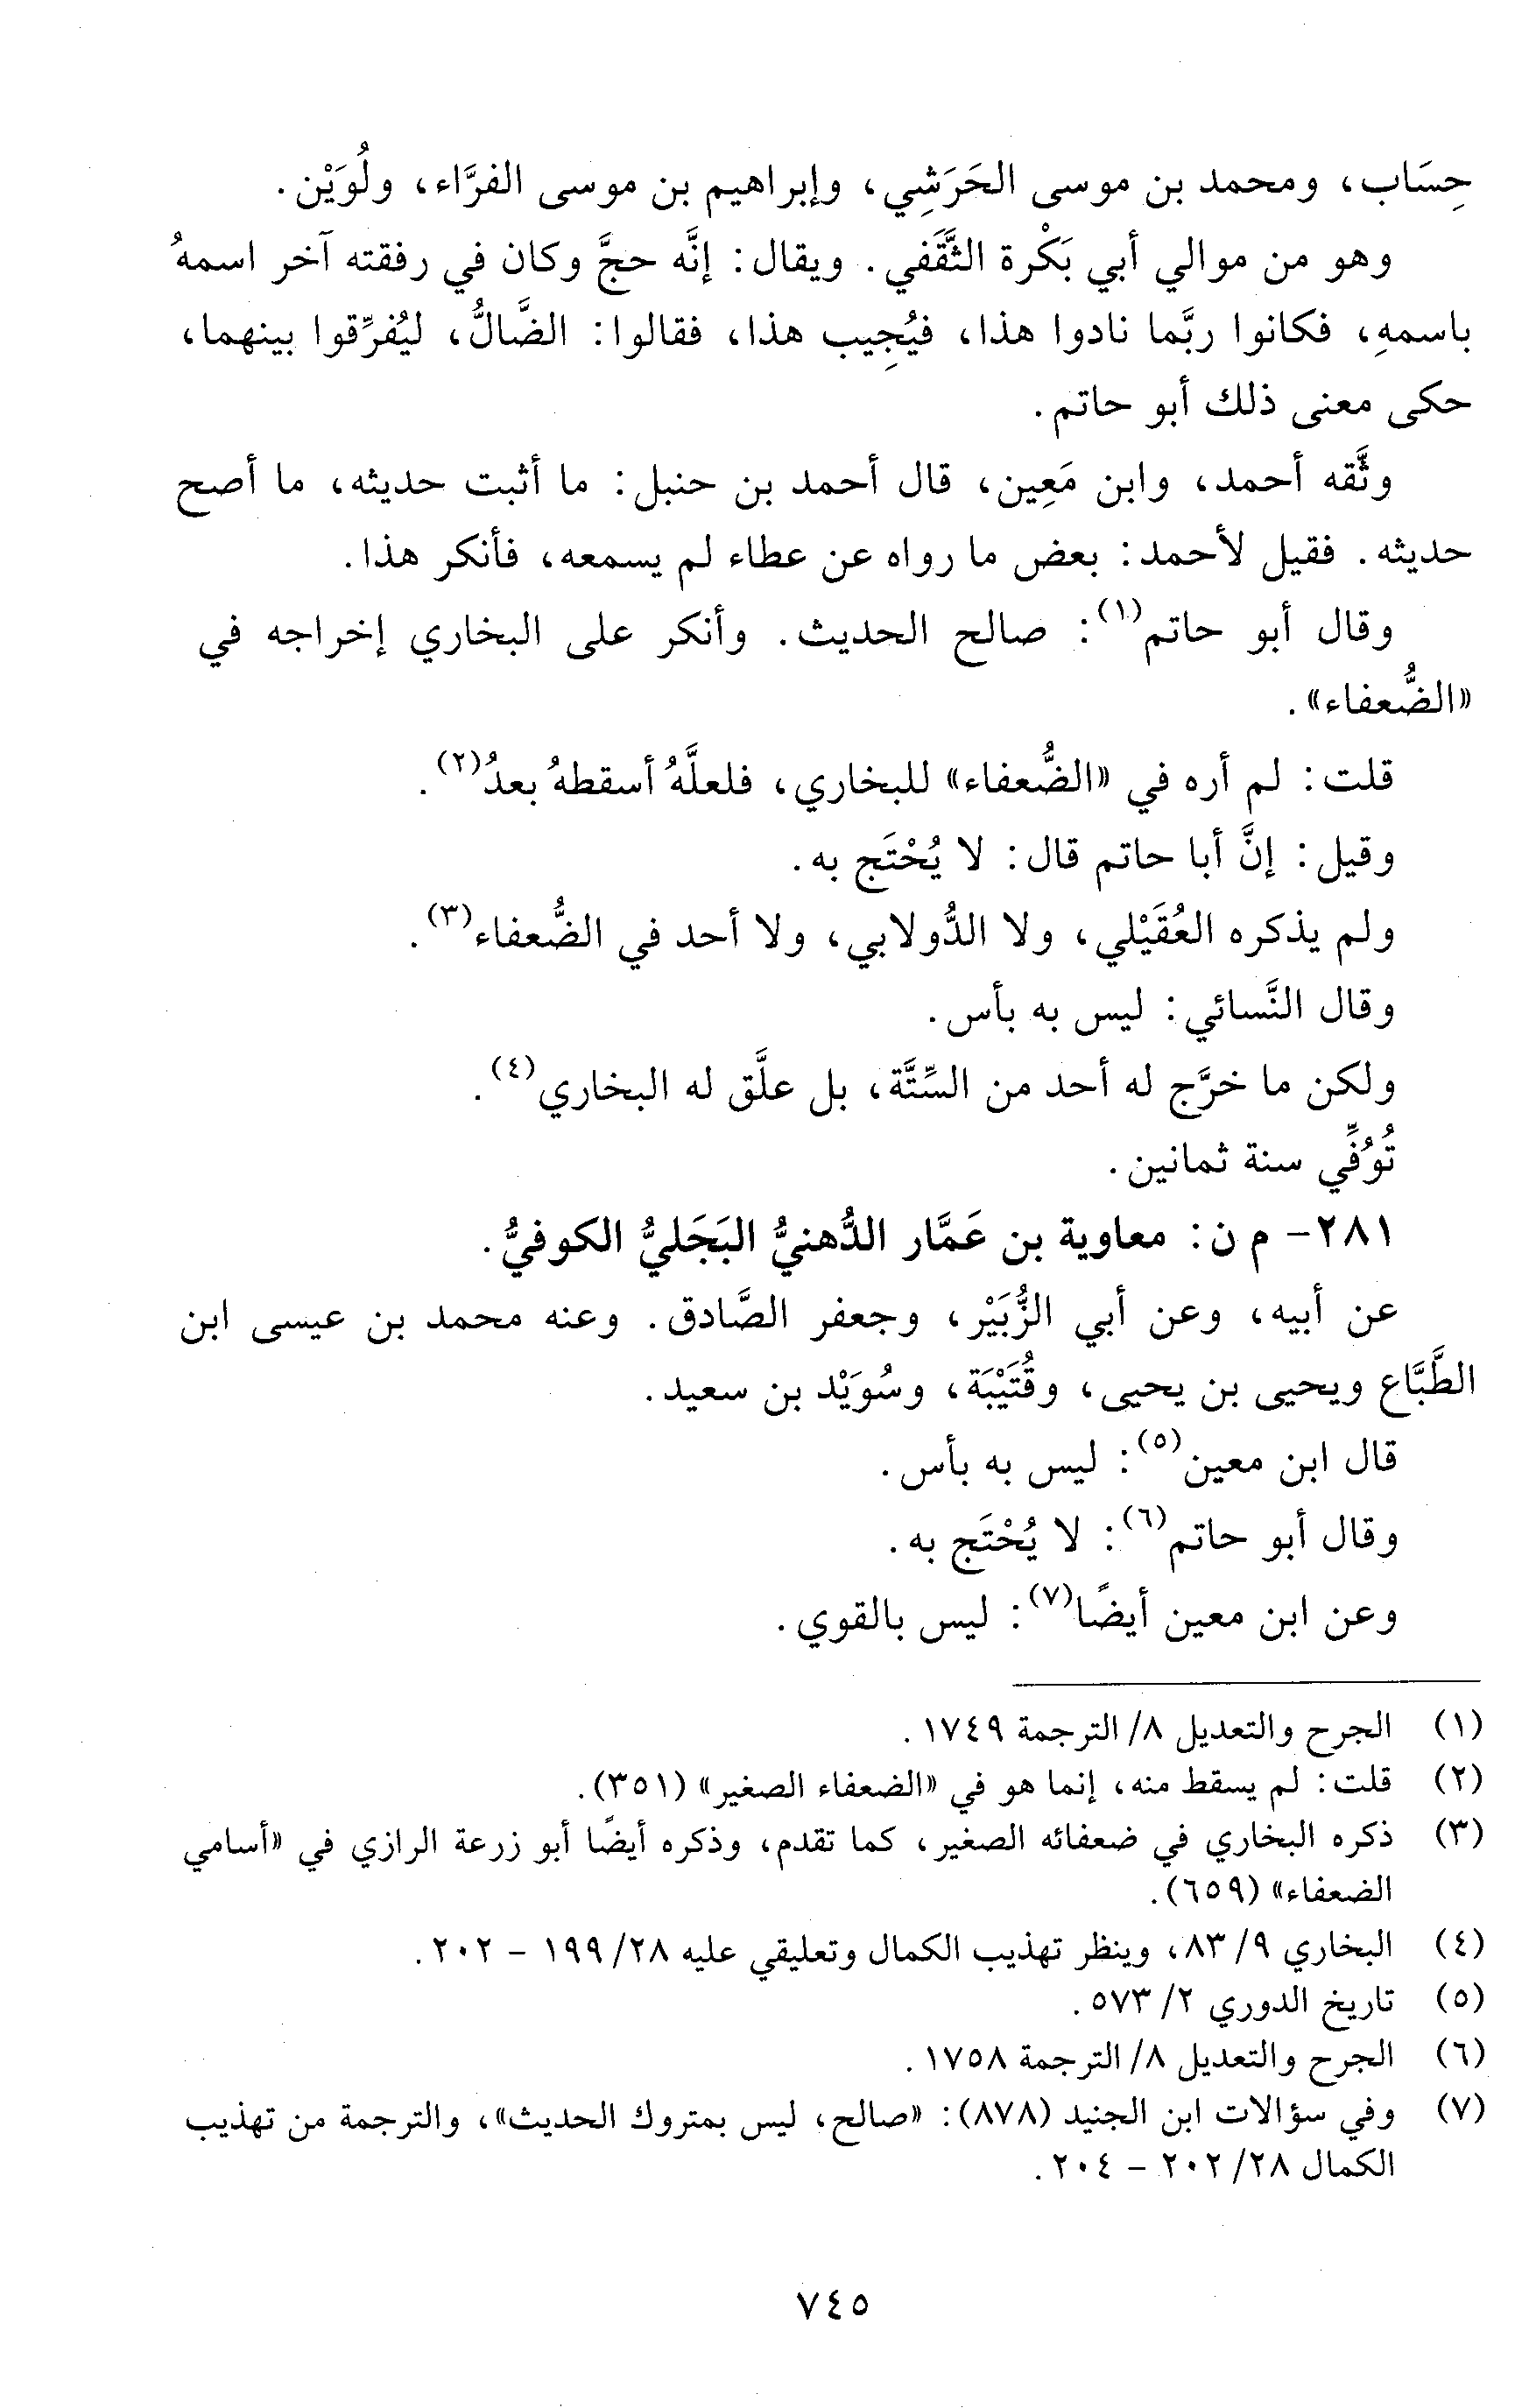 حِسَاب، ومحمد بن موسى الحَرَشِي، وإبراهيم بن موسى الفرَّاء، ولُوَيْن.
وهو من موالي أبي بَكْرة الثَّقَفي. ويقال: إنَّه حجَّ وكان في رفقته آخر اسمهُ
باسمهِ، فكانوا ربَّما نادوا هذا، فيُجِيب هذا، فقالوا: الضَّالُّ، ليُفرِّقوا بينهما،
حكى معنى ذلك أبو حاتم.
وثَّقه أحمد، وابن مَعِين، قال أحمد بن حنبل: ما أثبت حديثه، ما أصح
حديثه. فقيل لأحمد: بعض ما رواه عن عطاء لم يسمعه، فأنكر هذا.
وقال أبو حاتم(١): صالح الحديث. وأنكر على البخاري إخراجه في
«الضُّعفاء».
قلت: لم أره في «الضُّعفاء» للبخاري، فلعلَّهُ أسقطهُ بعدُ(٢).
وقيل: إنَّ أبا حاتم قال: لا يُحْتَج به.
ولم يذكره العُقَيْلي، ولا الدُّولابي، ولا أحد في الضُّعفاء(٣).
وقال النَّسائي: ليس به بأس.
ولكن ما خرَّج له أحد من السِّتَّة، بل علَّق له البخاري(٤).
تُوُفِّي سنة ثمانين.
٢٨١- م ن: معاوية بن عَمَّار الدُّهنيُّ البَجَليُّ الكوفيُّ.
عن أبيه، وعن أبي الزُّبَيْر، وجعفر الصَّادق. وعنه محمد بن عيسى ابن
الطَّبَّاع ويحيى بن يحيى، وقُتَيْبَة، وسُوَيْد بن سعيد.
قال ابن معين(٥): ليس به بأس.
وقال أبو حاتم(٦): لا يُحْتَج به.
وعن ابن معين أيضًا(٧): ليس بالقوي.
(١) الجرح والتعديل ٨/ الترجمة ١٧٤٩.
(٢) قلت: لم يسقط منه، إنما هو في «الضعفاء الصغير» (٣٥١).
(٣) ذكره البخاري في ضعفائه الصغير، كما تقدم، وذكره أيضًا أبو زرعة الرازي في «أسامي
الضعفاء» (٦٥٩).
(٤) البخاري ٩/ ٨٣، وينظر تهذيب الكمال وتعليقي عليه ٢٨/ ١٩٩ - ٢٠٢.
(٥) تاريخ الدوري ٢/ ٥٧٣.
(٦) الجرح والتعديل ٨/ الترجمة ١٧٥٨.
(٧) وفي سؤالات ابن الجنيد (٨٧٨): «صالح، ليس بمتروك الحديث»، والترجمة من تهذيب
الكمال ٢٨/ ٢٠٢ - ٢٠٤.
٧٤٥